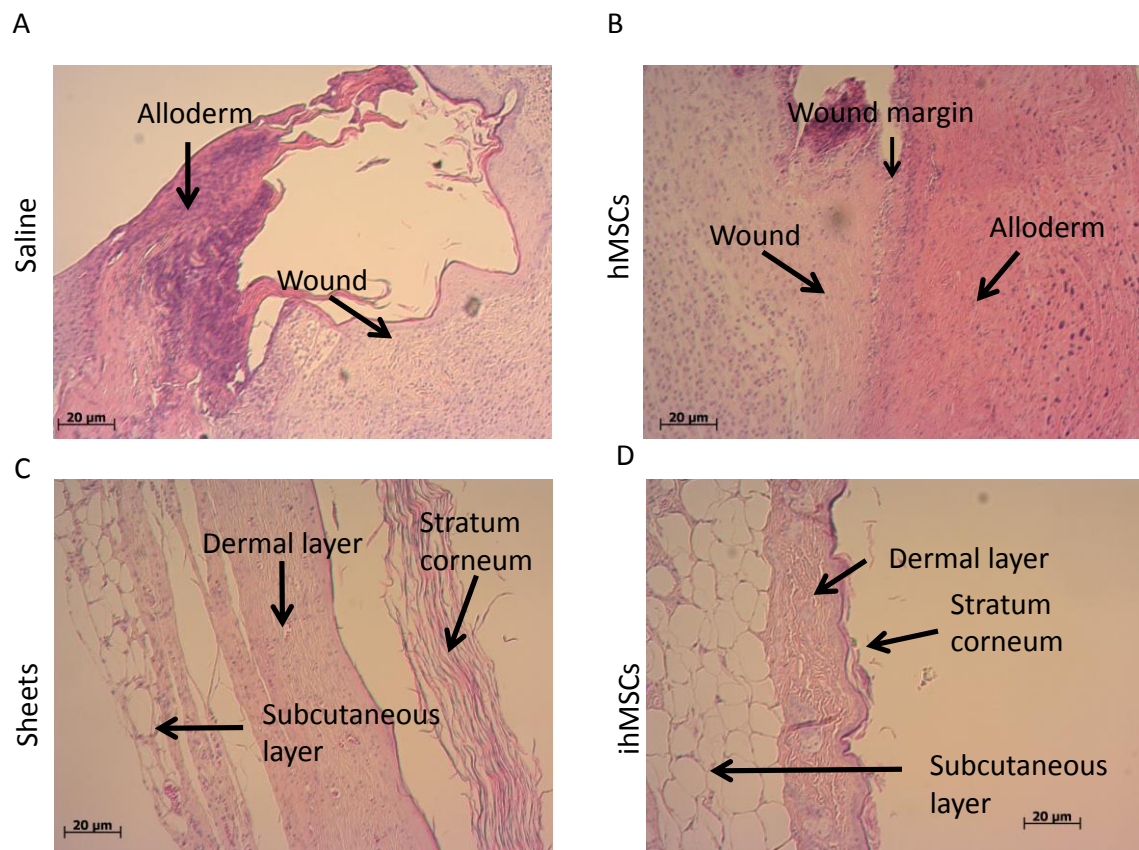 A
B
Saline
Alloderm
Wound
20 µm
hMSCs
Wound margin
Wound
Alloderm
20 µm
C
D
Sheets
Dermal layer
Stratum
corneum
Subcutaneous
layer
20 µm
ihMSCs
Dermal layer
Stratum
corneum
Subcutaneous
layer
20 µm